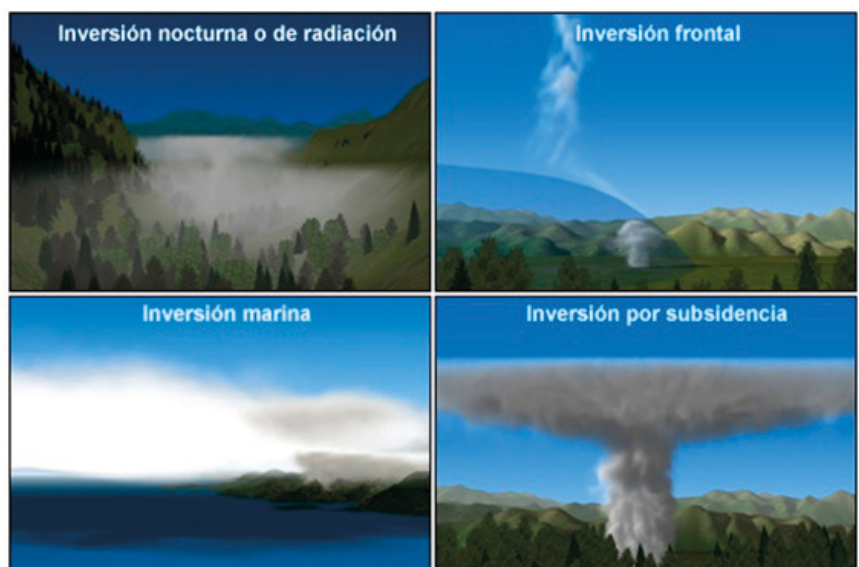 Inversión nocturna o de radiación
Inversión frontal
Inversión marina
Inversión por subsidencia